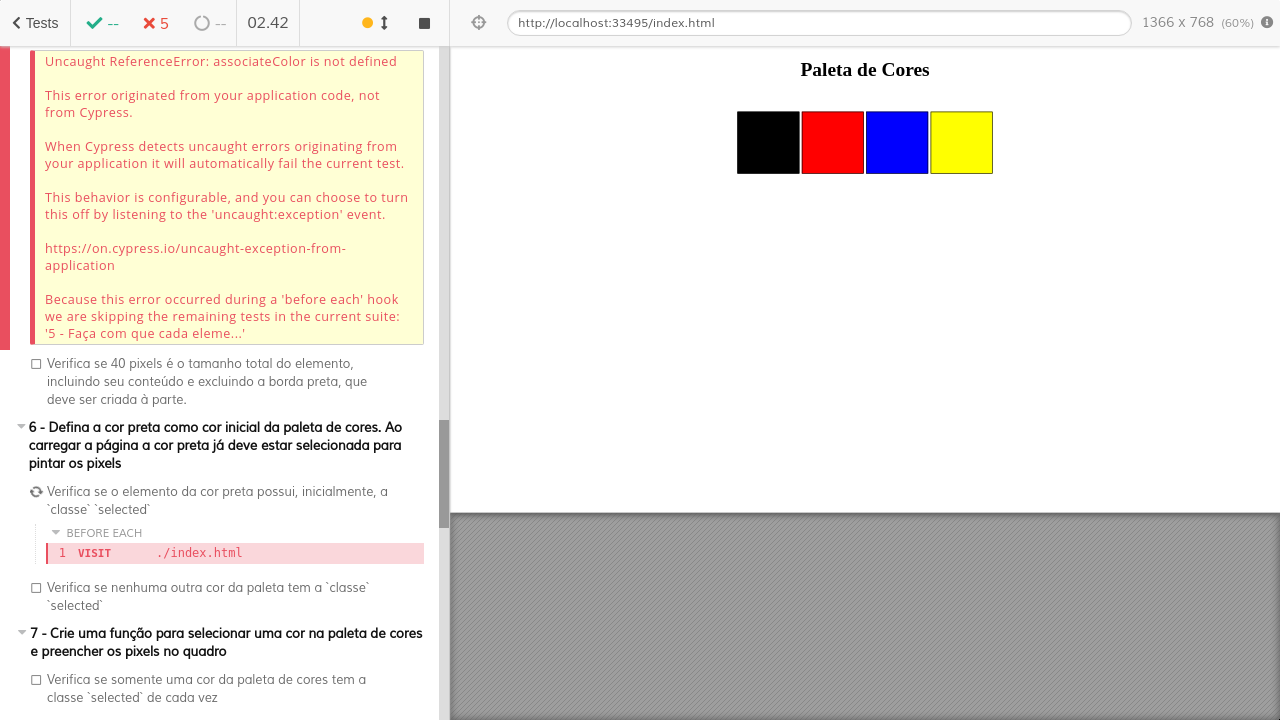 Tests
--
5
--
02.42
http://localhost:33495/index.html
1366 x 768 (60%)
Uncaught ReferenceError: associateColor is not defined
This error originated from your application code, not
from Cypress.
When Cypress detects uncaught errors originating from
your application it will automatically fail the current test.
This behavior is configurable, and you can choose to turn
this off by listening to the 'uncaught:exception' event.
https://on.cypress.io/uncaught-exception-from-
application
Because this error occurred during a 'before each' hook
we are skipping the remaining tests in the current suite:
'5 - Faça com que cada eleme...'
Verifica se 40 pixels é o tamanho total do elemento,
incluindo seu conteúdo e excluindo a borda preta, que
deve ser criada à parte.
6 - Defina a cor preta como cor inicial da paleta de cores. Ao
carregar a página a cor preta já deve estar selecionada para
pintar os pixels
Verifica se o elemento da cor preta possui, inicialmente, a
`classe` `selected`
BEFORE EACH
1 VISIT ./index.html
Verifica se nenhuma outra cor da paleta tem a `classe`
`selected`
7 - Crie uma função para selecionar uma cor na paleta de cores
e preencher os pixels no quadro
Verifica se somente uma cor da paleta de cores tem a
classe `selected` de cada vez
Paleta de Cores